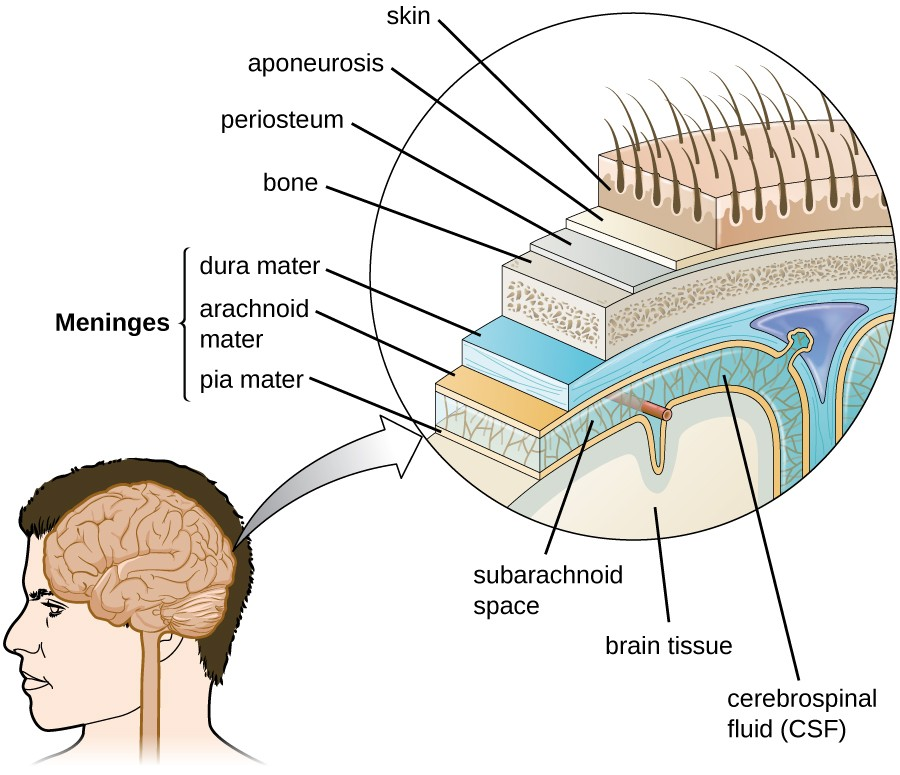 skin
aponeurosis
periosteum
bone
Meninges
dura mater
arachnoid
mater
pia mater
subarachnoid
space
brain tissue
cerebrospinal
fluid (CSF)